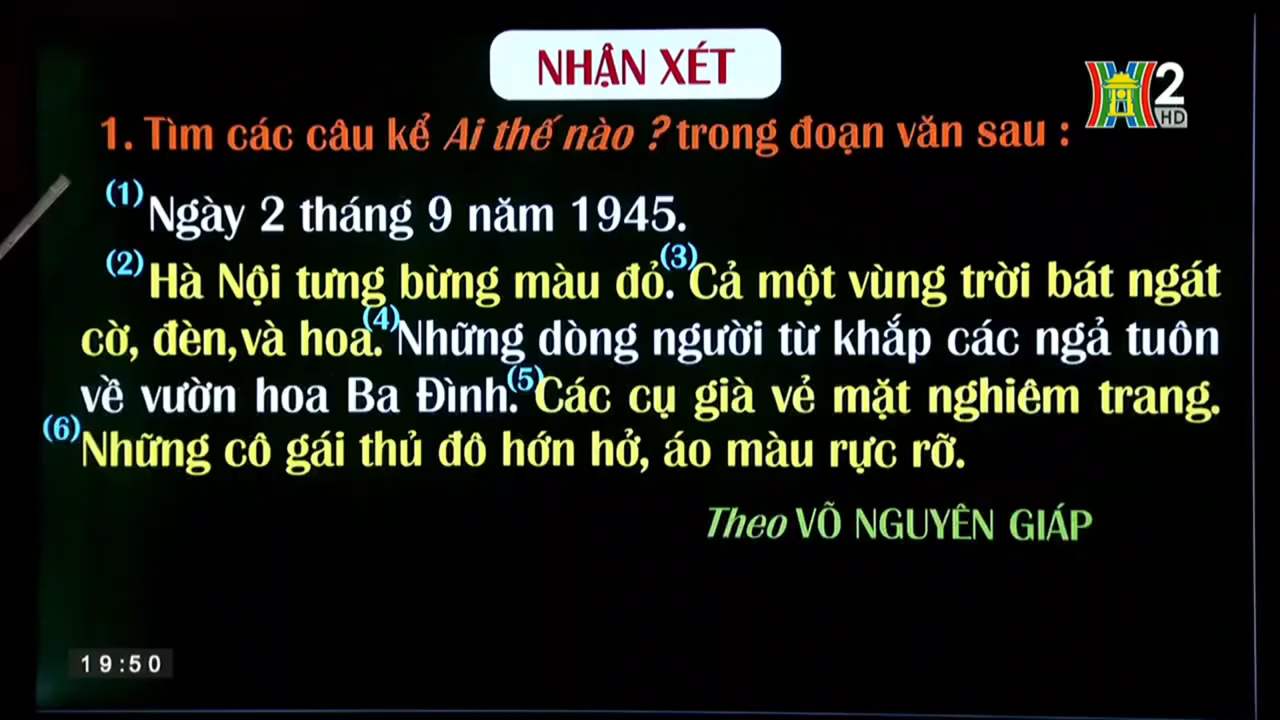 NHẬN XÉT
2
HD
1. Tìm các câu kể Ai thế nào ? trong đoạn văn sau :
(1) Ngày 2 tháng 9 năm 1945.
(2) Hà Nội tưng bừng màu đỏ. (3) Cả một vùng trời bát ngát
cờ, đèn,và hoa. (4) Những dòng người từ khắp các ngả tuôn
về vườn hoa Ba Đình. (5) Các cụ già vẻ mặt nghiêm trang.
(6) Những cô gái thủ đô hớn hở, áo màu rực rỡ.
Theo VÕ NGUYÊN GIÁP
19:50